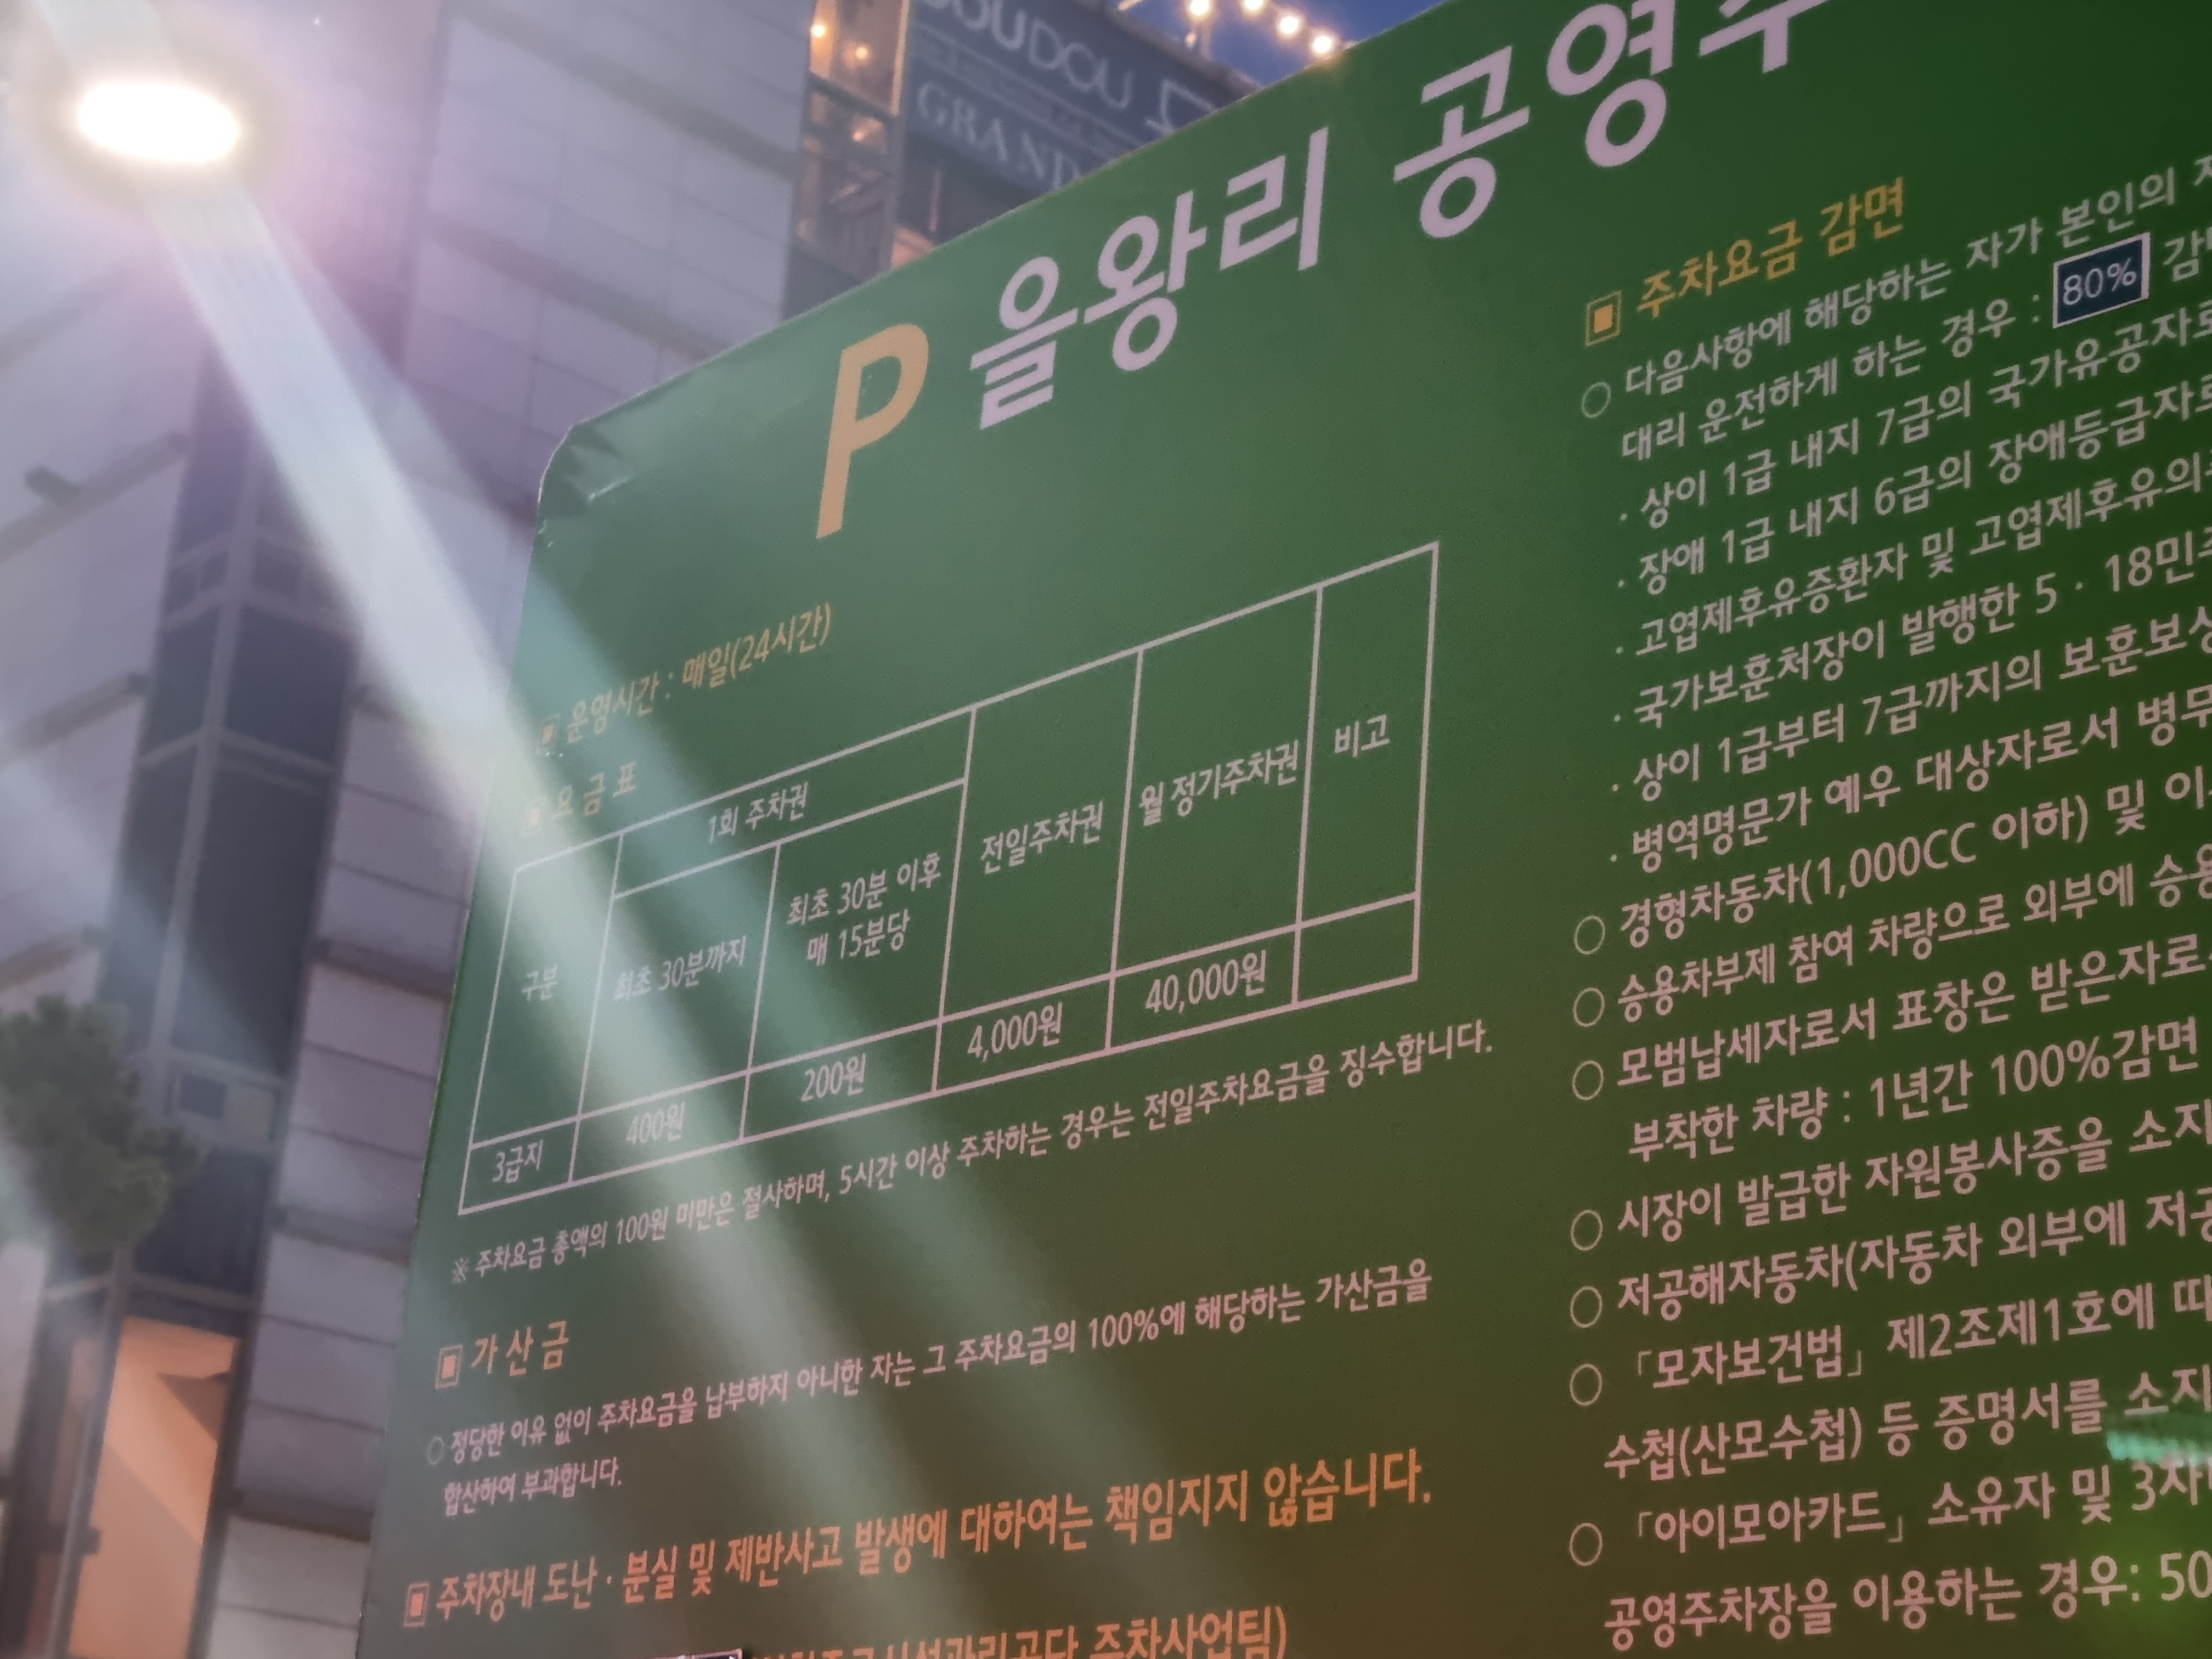 DOUDOU
GRAND
P 을왕리 공영주
운영시간 : 매일(24시간)
요 금 표
구분
1회 주차권
최초 30분까지
최초 30분 이후
매 15분당
전일주차권
월 정기주차권
비고
3급지
400원
200원
4,000원
40,000원
※ 주차요금 총액의 100원 미만은 절사하며, 5시간 이상 주차하는 경우는 전일주차요금을 징수합니다.
가 산 금
○ 정당한 이유 없이 주차요금을 납부하지 아니한 자는 그 주차요금의 100%에 해당하는 가산금을
합산하여 부과합니다.
주차장내 도난 · 분실 및 제반사고 발생에 대하여는 책임지지 않습니다.
주차사업팀)
주차요금 감면
○ 다음사항에 해당하는 자가 본인의
대리 운전하게 하는 경우 : 80%
· 상이 1급 내지 7급의 국가유공자로
· 장애 1급 내지 6급의 장애등급자로
· 고엽제후유증환자 및 고엽제후유의
· 국가보훈처장이 발행한 5 · 18민
· 상이 1급부터 7급까지의 보훈보상
· 병역명문가 예우 대상자로서 병무
○ 경형차동차(1,000CC 이하) 및 이
○ 승용차부제 참여 차량으로 외부에 승용
○ 모범납세자로서 표창은 받은자로
부착한 차량 : 1년간 100%감면
○ 시장이 발급한 자원봉사증을 소지
○ 저공해자동차(자동차 외부에 저공
○ 「모자보건법」 제2조제1호에 따
수첩(산모수첩) 등 증명서를 소지
○ 「아이모아카드」 소유자 및 3자
공영주차장을 이용하는 경우: 50